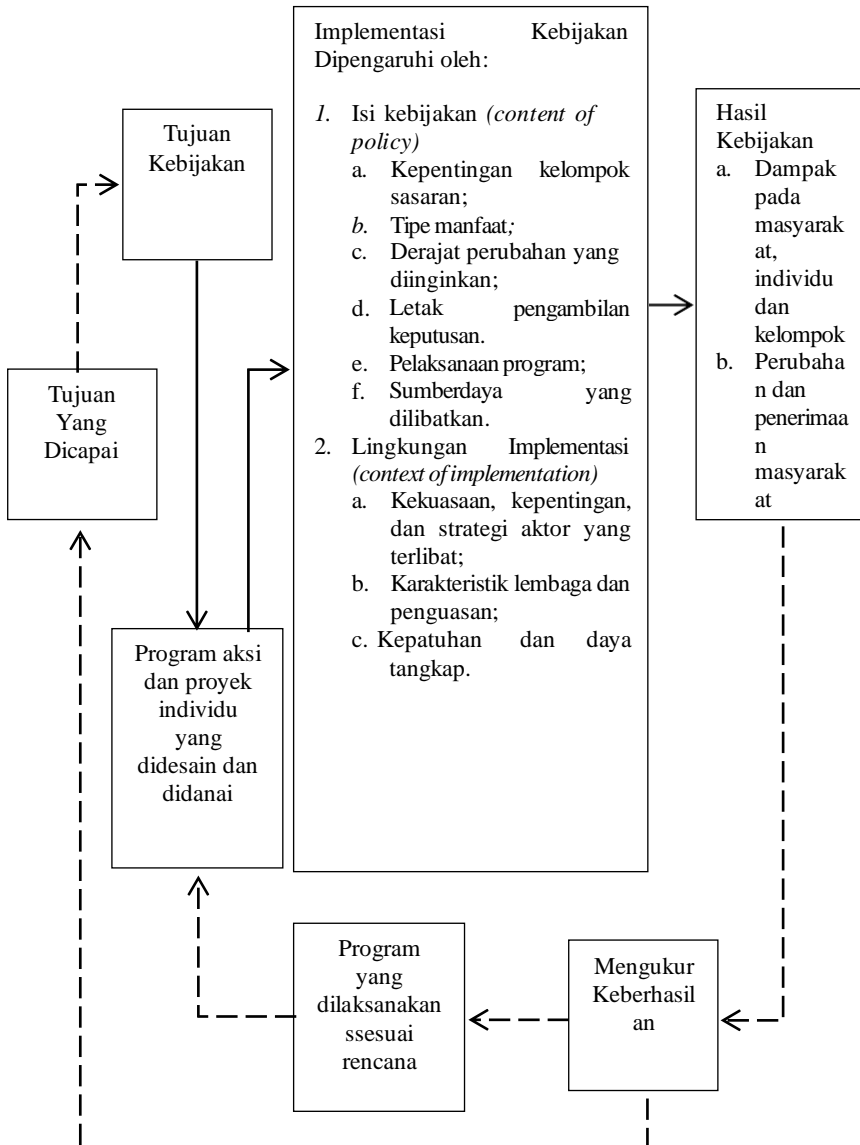 Tujuan
Kebijakan
Tujuan
Yang
Dicapai
Program aksi
dan proyek
individu
yang
didesain dan
didanai
Implementasi Kebijakan
Dipengaruhi oleh:
1. Isi kebijakan (content of
policy)
a. Kepentingan kelompok
sasaran;
b. Tipe manfaat;
c. Derajat perubahan yang
diinginkan;
d. Letak pengambilan
keputusan.
e. Pelaksanaan program;
f. Sumberdaya yang
dilibatkan.
2. Lingkungan Implementasi
(context of implementation)
a. Kekuasaan, kepentingan,
dan strategi aktor yang
terlibat;
b. Karakteristik lembaga dan
penguasan;
c. Kepatuhan dan daya
tangkap.
Hasil
Kebijakan
a. Dampak
pada
masyarak
at,
individu
dan
kelompok
b. Perubaha
n dan
penerimaa
n
masyarak
at
Program
yang
dilaksanakan
ssesuai
rencana
Mengukur
Keberhasil
an